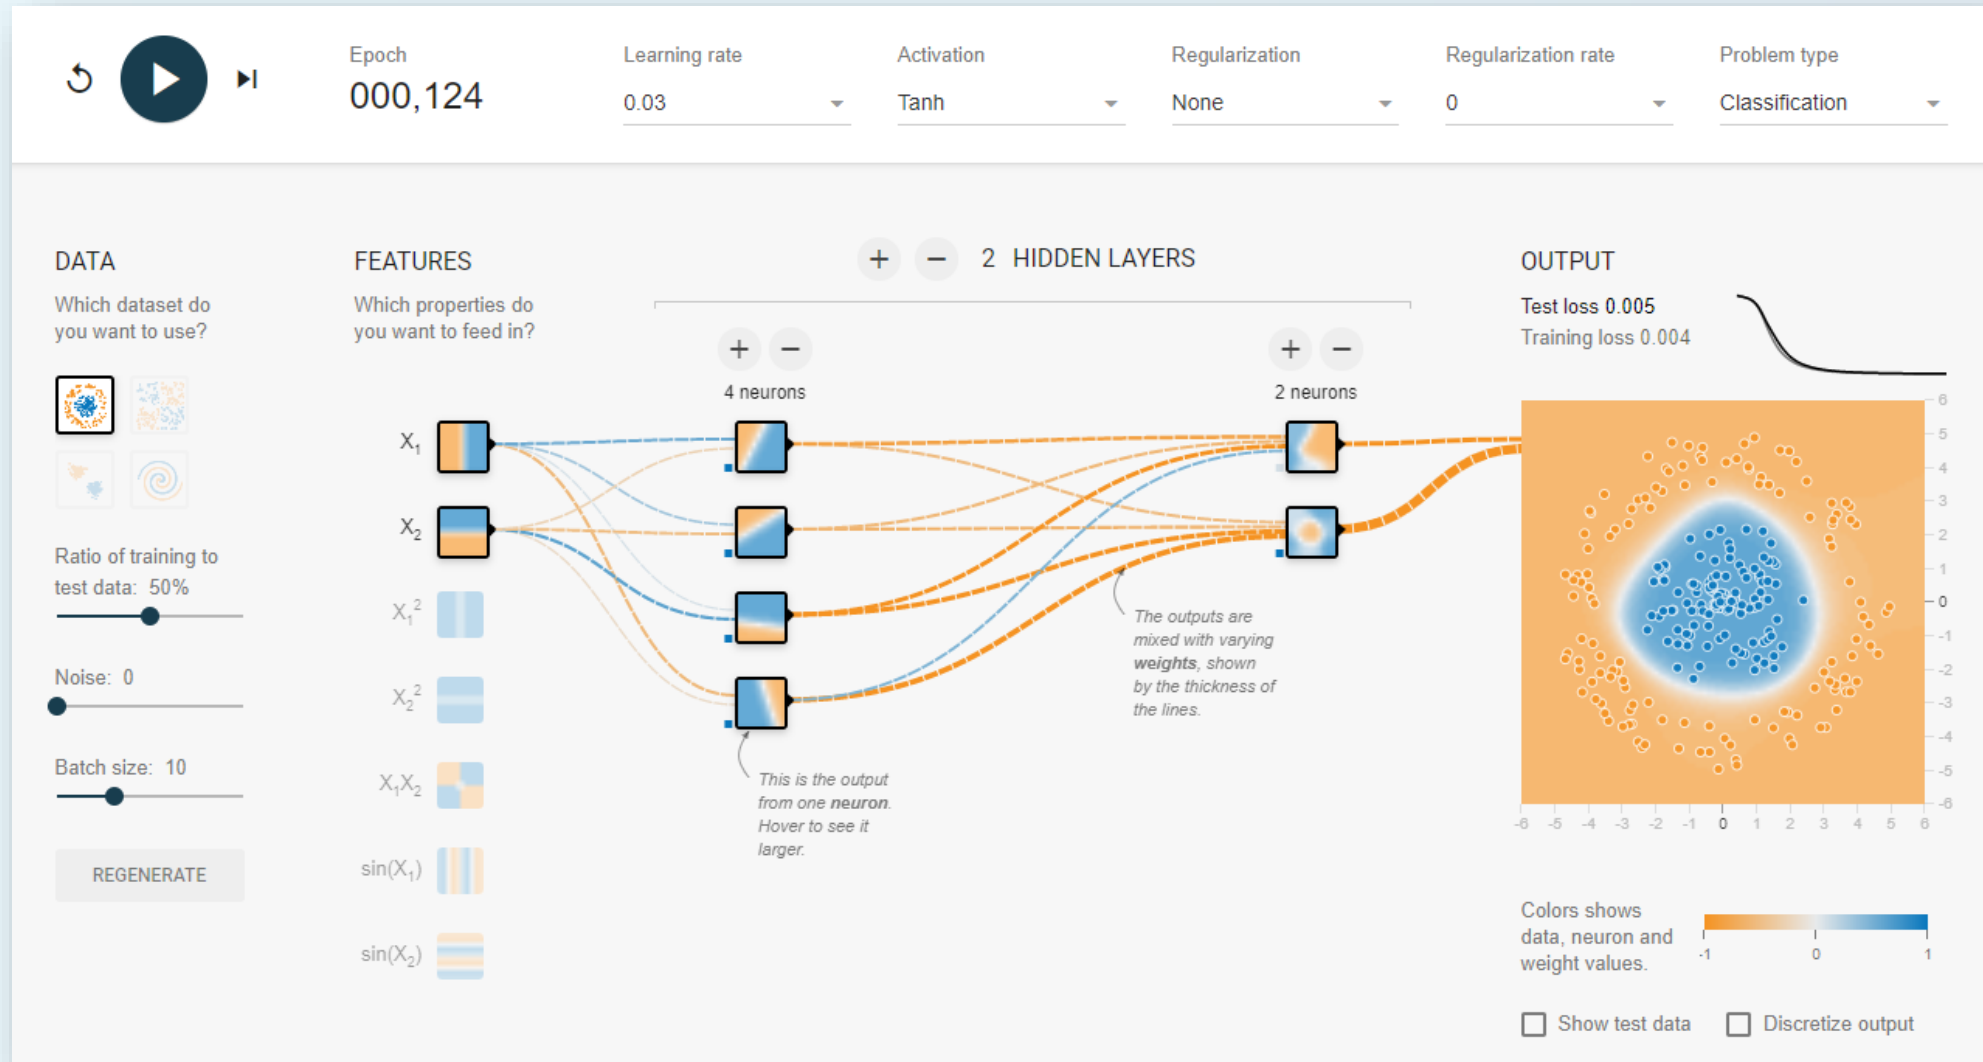 Epoch
000,124
Learning rate
0.03
Activation
Tanh
Regularization
None
Regularization rate
0
Problem type
Classification
DATA
Which dataset do
you want to use?
Ratio of training to
test data: 50%
Noise: 0
Batch size: 10
REGENERATE
FEATURES
Which properties do
you want to feed in?
X1
X2
X1²
X2²
X1X2
sin(X1)
sin(X2)
+ − 2 HIDDEN LAYERS
+ −
4 neurons
+ −
2 neurons
This is the output
from one neuron.
Hover to see it
larger.
The outputs are
mixed with varying
weights, shown
by the thickness of
the lines.
OUTPUT
Test loss 0.005
Training loss 0.004
6
5
4
3
2
1
0
-1
-2
-3
-4
-5
-6
-6 -5 -4 -3 -2 -1 0 1 2 3 4 5 6
Colors shows
data, neuron and
weight values.
-1 0 1
Show test data
Discretize output